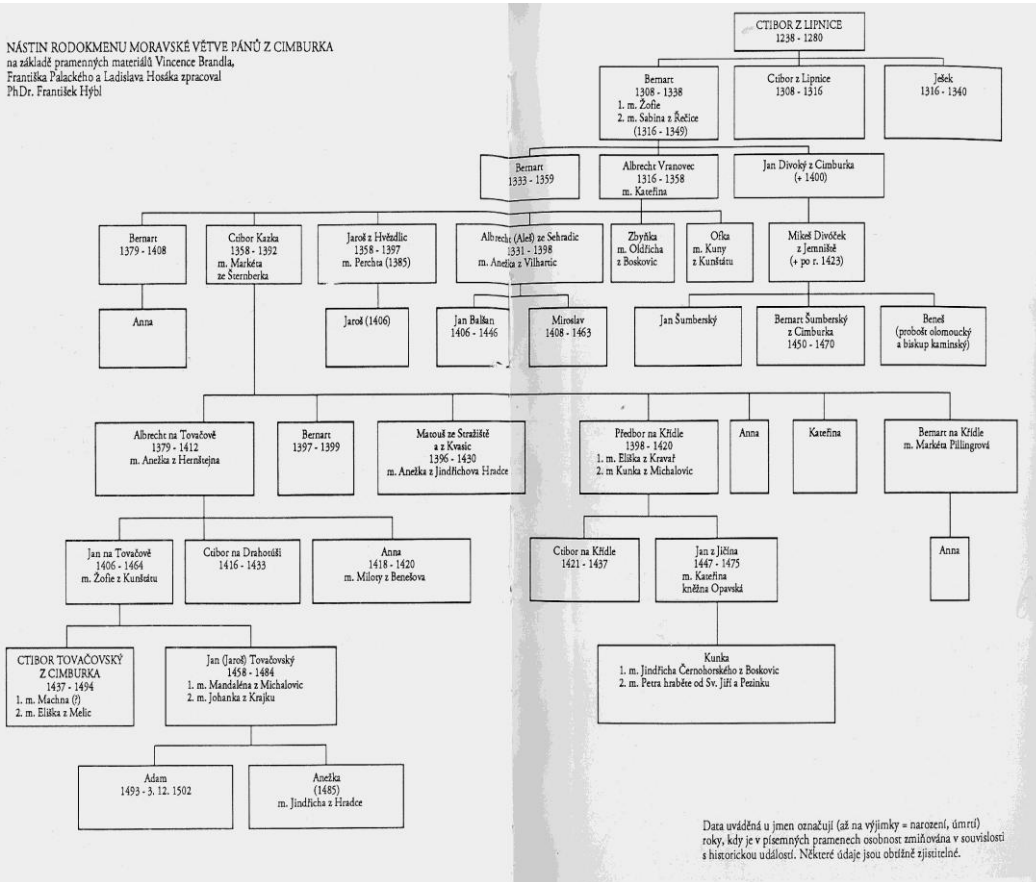 NÁSTIN RODOKMENU MORAVSKÉ VĚTVE PÁNŮ Z CIMBURKA
na základě pramenných materiálů Vincence Brandla,
Františka Palackého a Ladislava Hosáka zpracoval
PhDr. František Hýbl
CTIBOR Z LIPNICE
1238 - 1280
Bernart
1308 - 1338
1. m. Žofie
2. m. Sabina z Řečice
(1316 - 1349)
Ctibor z Lipnice
1308 - 1316
Ješek
1316 - 1340
Bernart
1333 - 1359
Albrecht Vranovec
1316 - 1358
m. Kateřina
Jan Divoký z Cimburka
(+ 1400)
Bernart
1379 - 1408
Ctibor Kazka
1358 - 1392
m. Markéta
ze Šternberka
Jaroš z Hvězdlic
1358 - 1397
m. Perchta (1385)
Albrecht (Aleš) ze Sehradic
1331 - 1398
m. Anežka z Vilhartic
Zbyňka
m. Oldřicha
z Boskovic
Ofka
m. Kuny
z Kunštátu
Mikeš Divóček
z Jemniště
(+ po r. 1423)
Anna
Jaroš (1406)
Jan Balšan
1406 - 1446
Miroslav
1408 - 1463
Jan Šumberský
Bernart Šumberský
z Cimburka
1450 - 1470
Beneš
(probošt olomoucký
a biskup kaminský)
Albrecht na Tovačově
1379 - 1412
m. Anežka z Hernštejna
Bernart
1397 - 1399
Matouš ze Stražiště
a z Kvasic
1396 - 1430
m. Anežka z Jindřichova Hradce
Předbor na Křídle
1398 - 1420
1. m. Eliška z Kravař
2. m Kunka z Michalovic
Anna
Kateřina
Bernart na Křídle
m. Markéta Pillingrová
Jan na Tovačově
1406 - 1464
m. Žofie z Kunštátu
Ctibor na Drahotúši
1416 - 1433
Anna
1418 - 1420
m. Miloty z Benešova
Ctibor na Křídle
1421 - 1437
Jan z Jičína
1447 - 1475
m. Kateřina
kněžna Opavská
Anna
CTIBOR TOVAČOVSKÝ
Z CIMBURKA
1437 - 1494
1. m. Machna (?)
2. m. Eliška z Melic
Jan (Jaroš) Tovačovský
1458 - 1484
1. m. Mandaléna z Michalovic
2. m. Johanka z Krajku
Kunka
1. m. Jindřicha Černohorského z Boskovic
2. m. Petra hraběte od Sv. Jiří a Pezinku
Adam
1493 - 3. 12. 1502
Anežka
(1485)
m. Jindřicha z Hradce
Data uváděná u jmen označují (až na výjimky = narození, úmrtí)
roky, kdy je v písemných pramenech osobnost zmiňována v souvislosti
s historickou událostí. Některé údaje jsou obtížně zjistitelné.